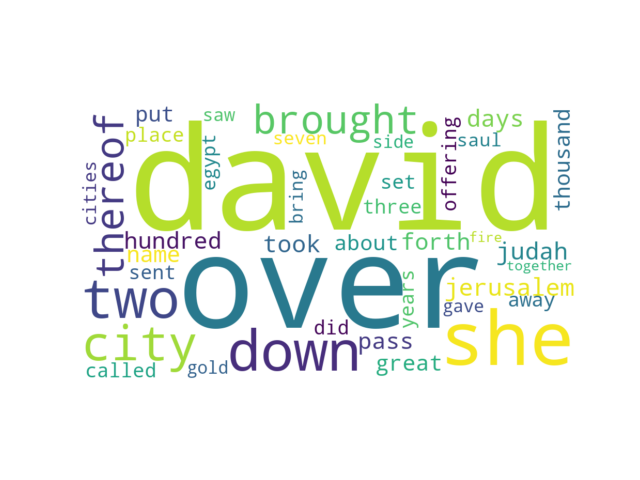 put
saw
brought
days
place
seven
side
saul
thousand
thereof
david
egypt
cities
bring
set
offering
three
hundred
name
took
about
forth
fire
judah
together
sent
two
over
years
jerusalem
gave
away
city
down
did
pass
she
called
gold
great